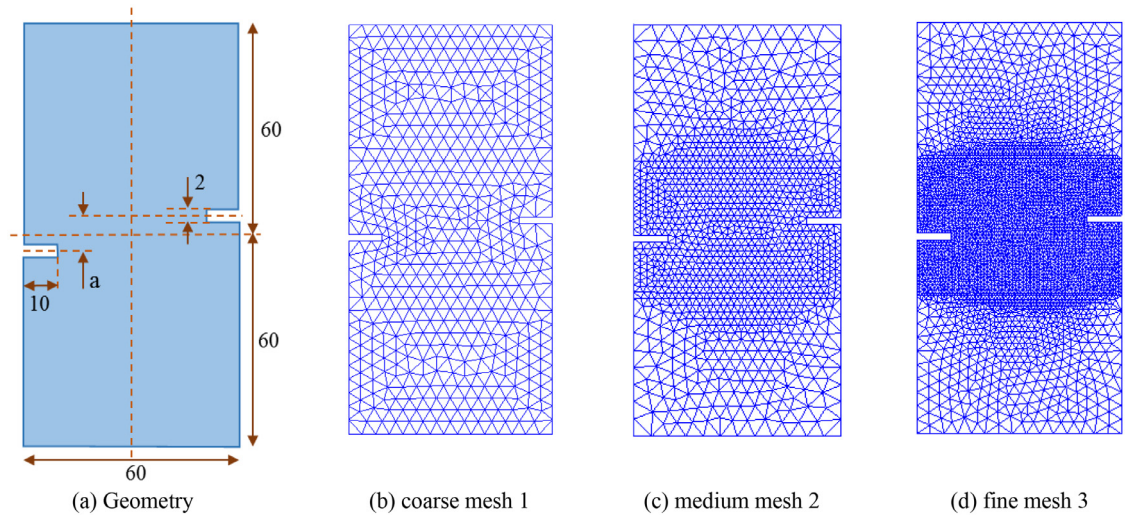 60
2
a
10
60
60
(a) Geometry
(b) coarse mesh 1
(c) medium mesh 2
(d) fine mesh 3